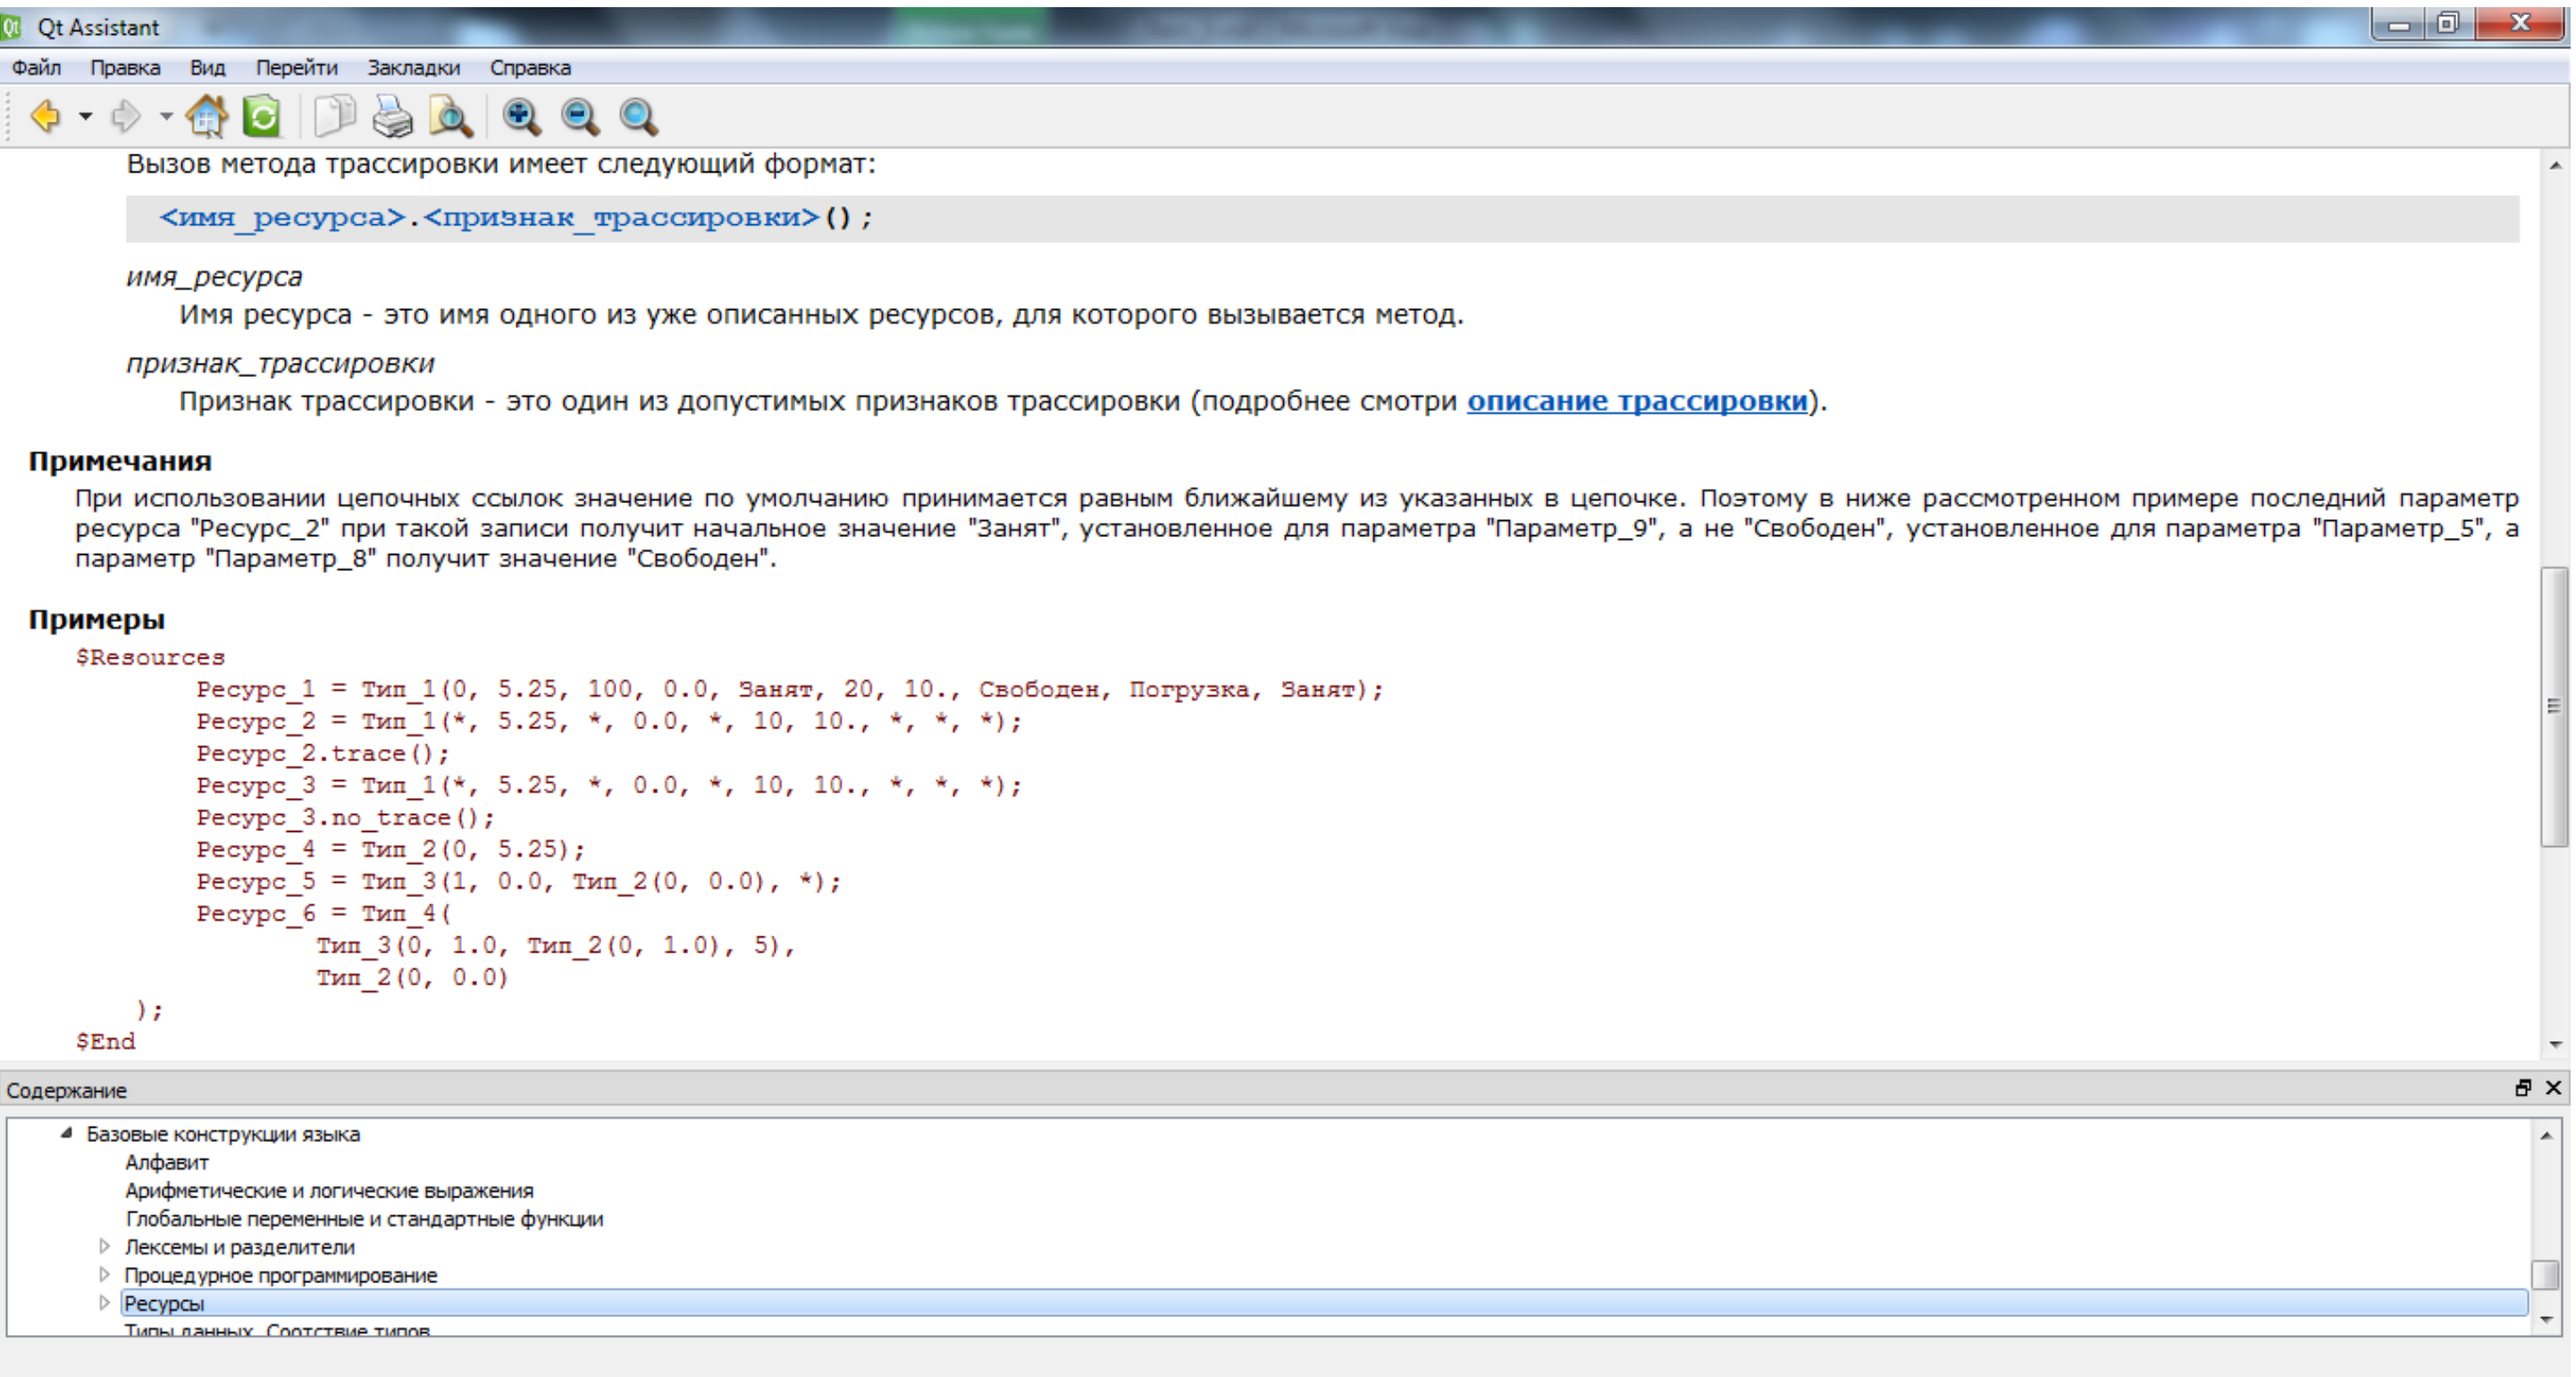 Qt Assistant
Файл Правка Вид Перейти Закладки Справка
Вызов метода трассировки имеет следующий формат:
<имя_ресурса>.<признак_трассировки>();
имя_ресурса
Имя ресурса - это имя одного из уже описанных ресурсов, для которого вызывается метод.
признак_трассировки
Признак трассировки - это один из допустимых признаков трассировки (подробнее смотри описание трассировки).
Примечания
При использовании цепочных ссылок значение по умолчанию принимается равным ближайшему из указанных в цепочке. Поэтому в ниже рассмотренном примере последний параметр
ресурса "Ресурс_2" при такой записи получит начальное значение "Занят", установленное для параметра "Параметр_9", а не "Свободен", установленное для параметра "Параметр_5", а
параметр "Параметр_8" получит значение "Свободен".
Примеры
$Resources
Ресурс_1 = Тип_1(0, 5.25, 100, 0.0, Занят, 20, 10., Свободен, Погрузка, Занят);
Ресурс_2 = Тип_1(*, 5.25, *, 0.0, *, 10, 10., *, *, *);
Ресурс_2.trace();
Ресурс_3 = Тип_1(*, 5.25, *, 0.0, *, 10, 10., *, *, *);
Ресурс_3.no_trace();
Ресурс_4 = Тип_2(0, 5.25);
Ресурс_5 = Тип_3(1, 0.0, Тип_2(0, 0.0), *);
Ресурс_6 = Тип_4(
Тип_3(0, 1.0, Тип_2(0, 1.0), 5),
Тип_2(0, 0.0)
);
$End
Содержание
Базовые конструкции языка
Алфавит
Арифметические и логические выражения
Глобальные переменные и стандартные функции
Лексемы и разделители
Процедурное программирование
Ресурсы
Типы данных. Соотствие типов